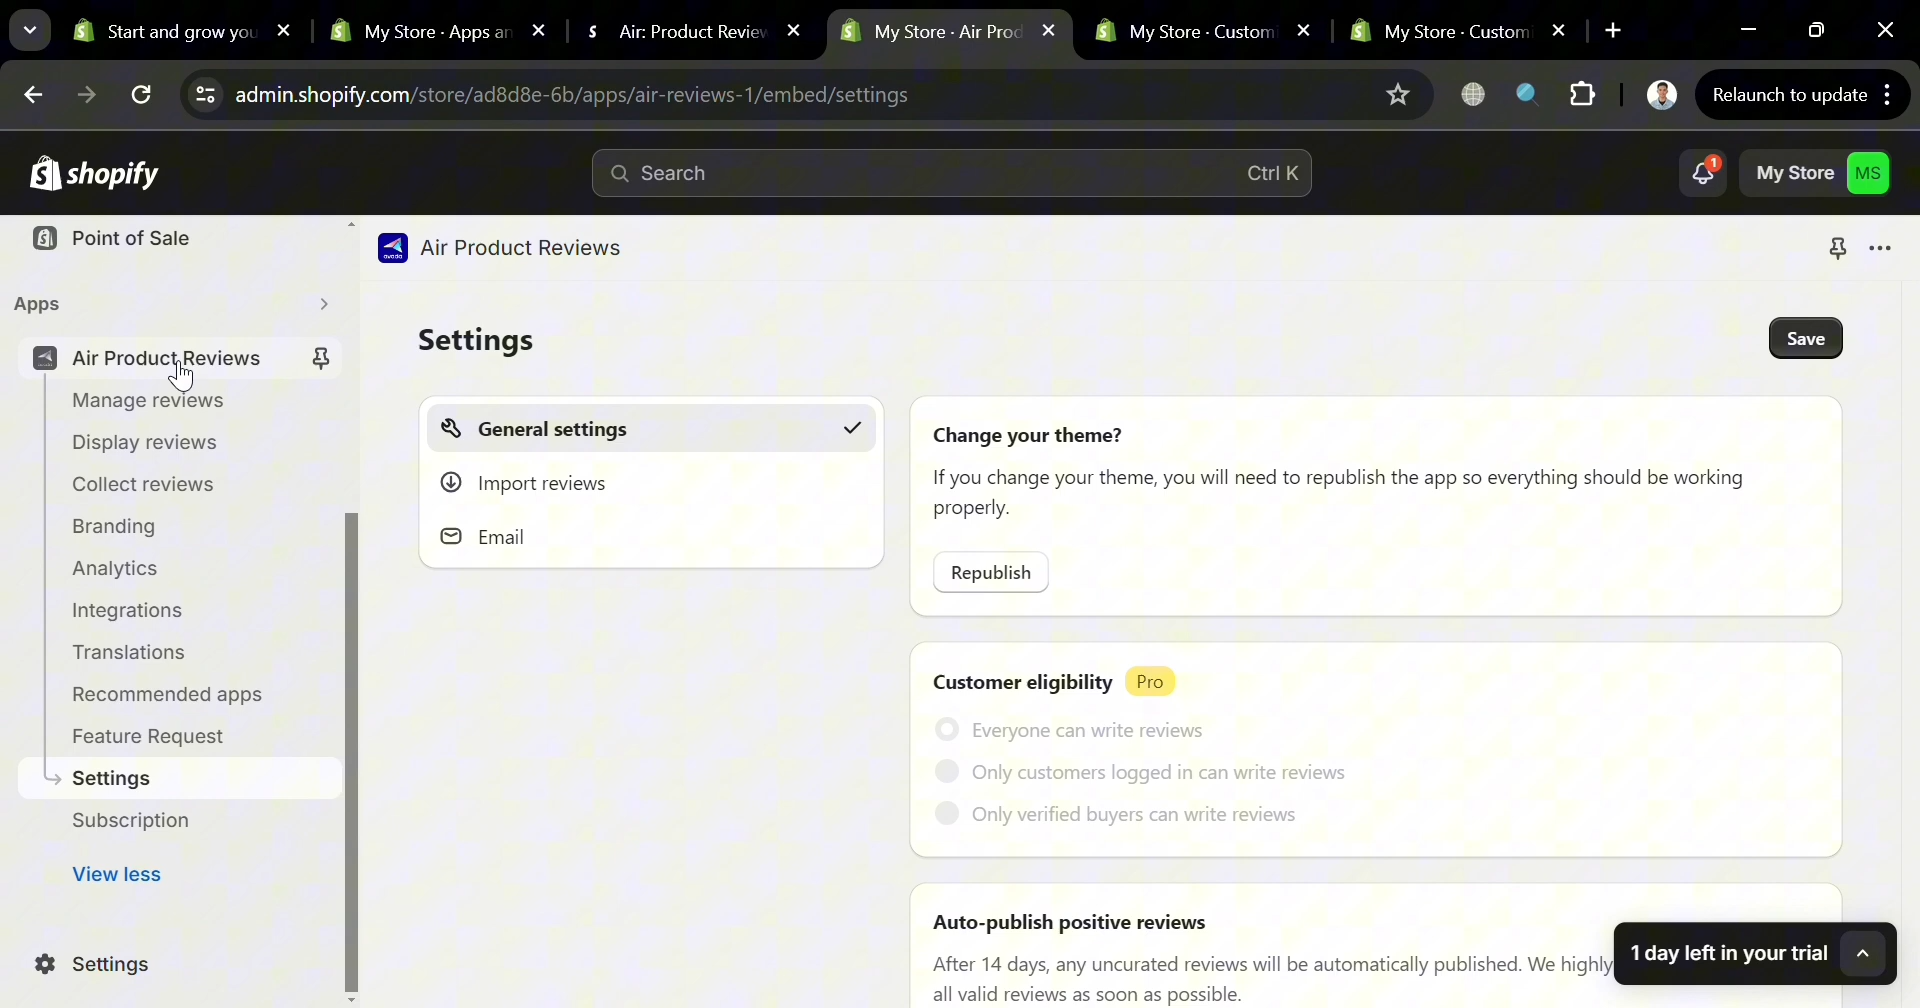 Start and grow you
My Store · Apps an
Air: Product Review
My Store · Air Prod
My Store · Customi
My Store · Customi
admin.shopify.com/store/ad8d8e-6b/apps/air-reviews-1/embed/settings
Relaunch to update
shopify
Search
Ctrl K
1
My Store
MS
Point of Sale
Apps
Air Product Reviews
Manage reviews
Display reviews
Collect reviews
Branding
Analytics
Integrations
Translations
Recommended apps
Feature Request
Settings
Subscription
View less
Settings
avada
Air Product Reviews
Settings
Save
General settings
Import reviews
Email
Change your theme?
If you change your theme, you will need to republish the app so everything should be working
properly.
Republish
Customer eligibility
Pro
Everyone can write reviews
Only customers logged in can write reviews
Only verified buyers can write reviews
Auto-publish positive reviews
After 14 days, any uncurated reviews will be automatically published. We highly
all valid reviews as soon as possible.
1 day left in your trial